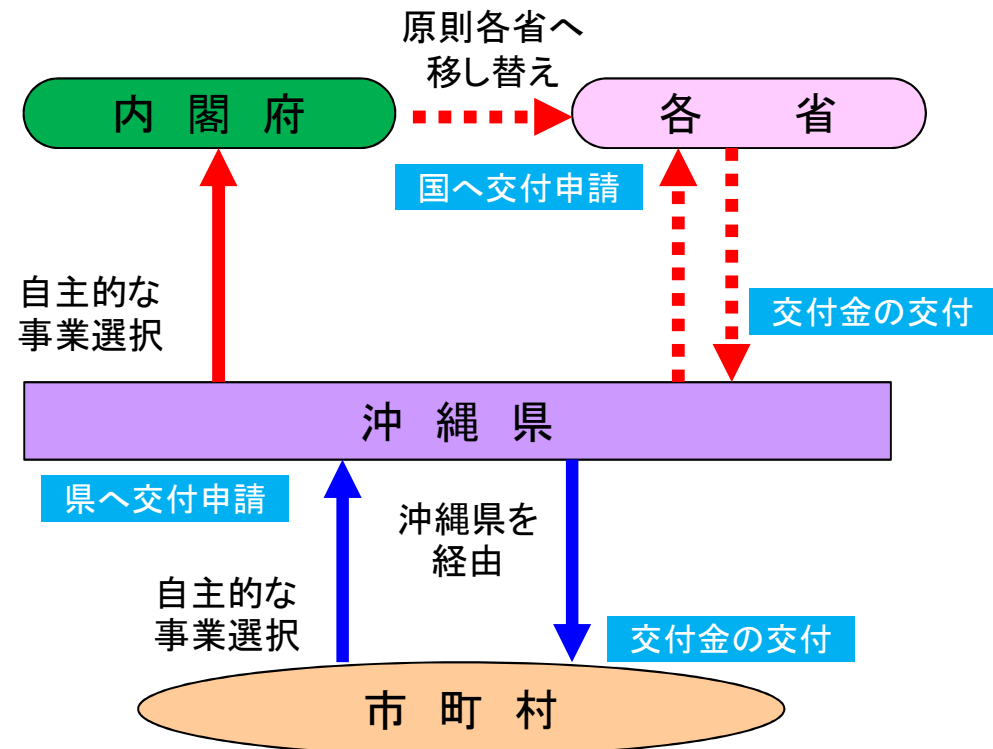 原則各省へ
移し替え
内閣府
各省
国へ交付申請
自主的な
事業選択
交付金の交付
沖縄県
県へ交付申請
沖縄県を
経由
自主的な
事業選択
交付金の交付
市町村